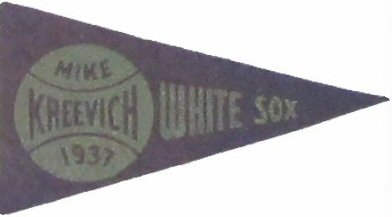 MIKE
KREEVICH
1937
WHITE SOX